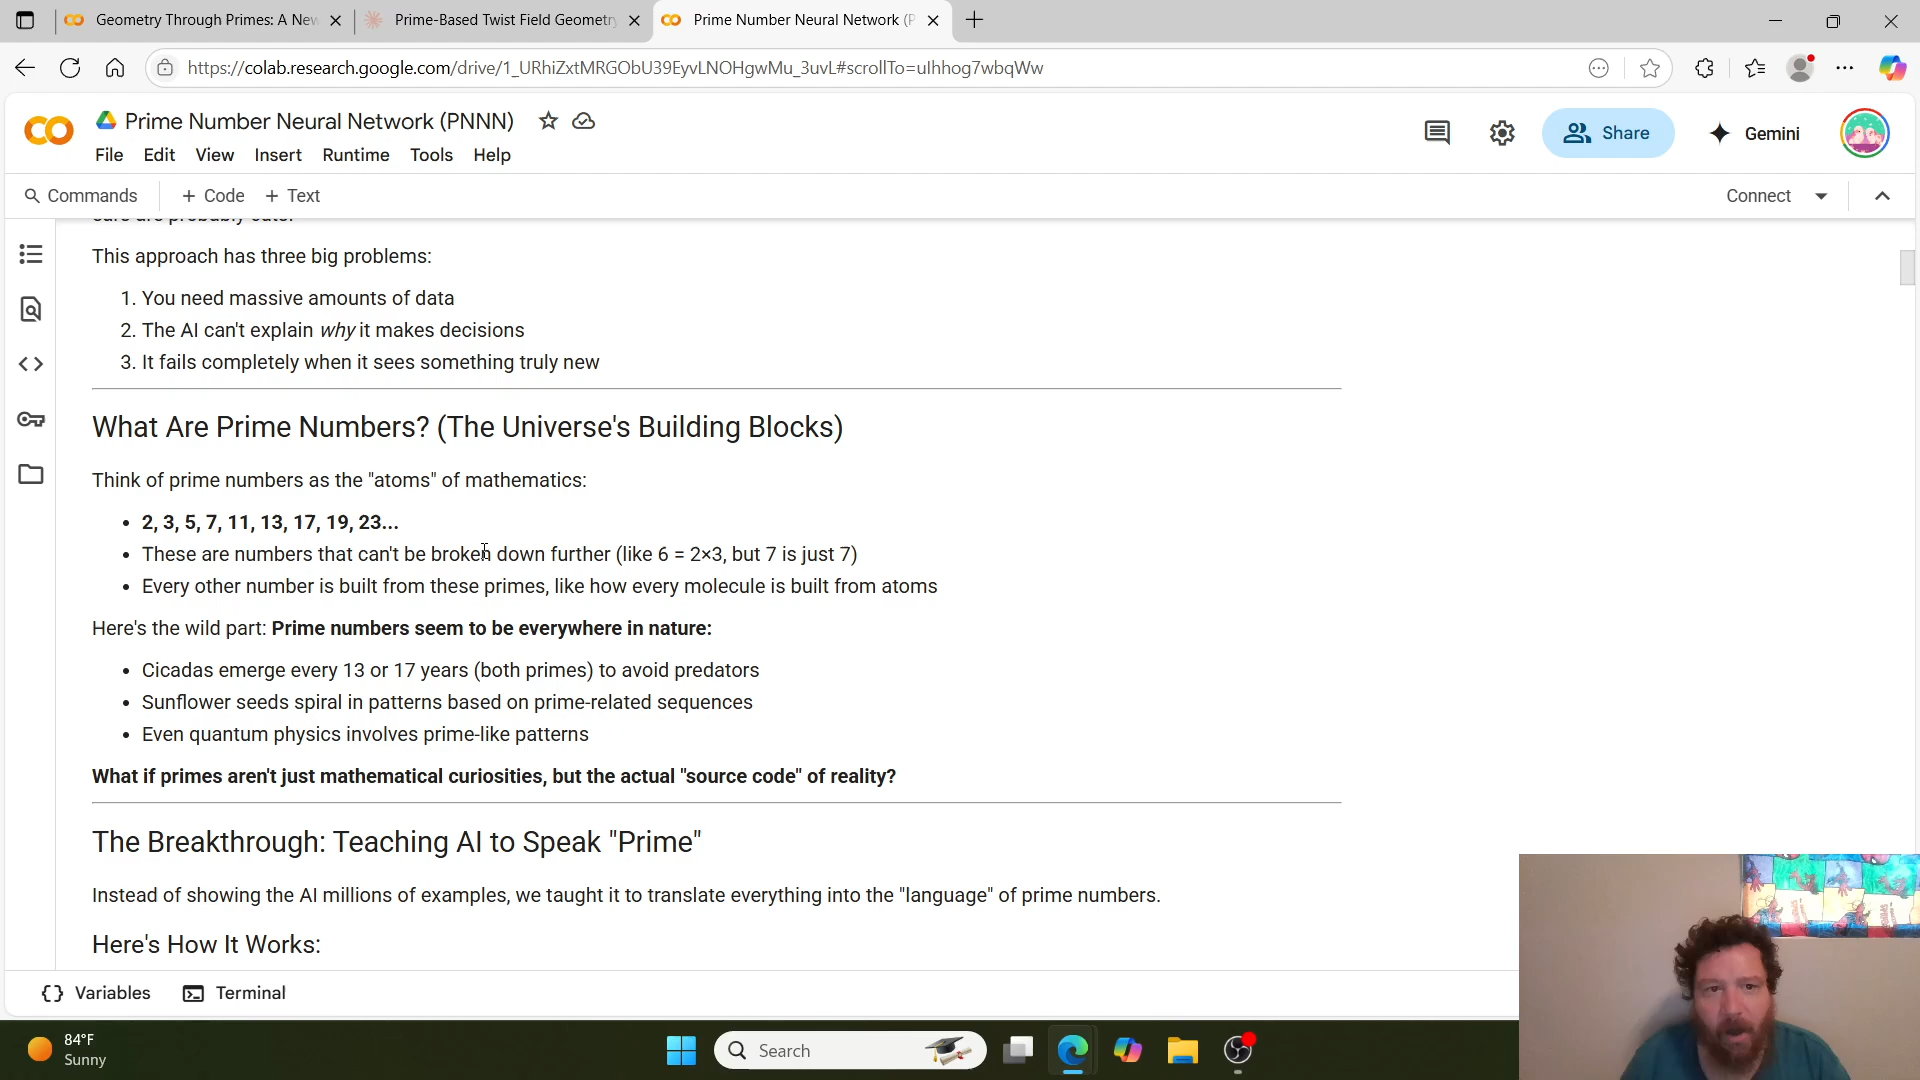 Geometry Through Primes: A New
Prime-Based Twist Field Geometry
Prime Number Neural Network (P
https://colab.research.google.com/drive/1_URhiZxtMRGObU39EyvLNOHgwMu_3uvL#scrollTo=ulhhog7wbqWw
Prime Number Neural Network (PNNN)
File Edit View Insert Runtime Tools Help
Share
Gemini
Commands + Code + Text
Connect
This approach has three big problems:
1. You need massive amounts of data
2. The AI can't explain why it makes decisions
3. It fails completely when it sees something truly new
What Are Prime Numbers? (The Universe's Building Blocks)
Think of prime numbers as the "atoms" of mathematics:
• 2, 3, 5, 7, 11, 13, 17, 19, 23...
• These are numbers that can't be broken down further (like 6 = 2×3, but 7 is just 7)
• Every other number is built from these primes, like how every molecule is built from atoms
Here's the wild part: Prime numbers seem to be everywhere in nature:
• Cicadas emerge every 13 or 17 years (both primes) to avoid predators
• Sunflower seeds spiral in patterns based on prime-related sequences
• Even quantum physics involves prime-like patterns
What if primes aren't just mathematical curiosities, but the actual "source code" of reality?
The Breakthrough: Teaching AI to Speak "Prime"
Instead of showing the AI millions of examples, we taught it to translate everything into the "language" of prime numbers.
Here's How It Works:
Variables Terminal
84°F
Sunny
Search